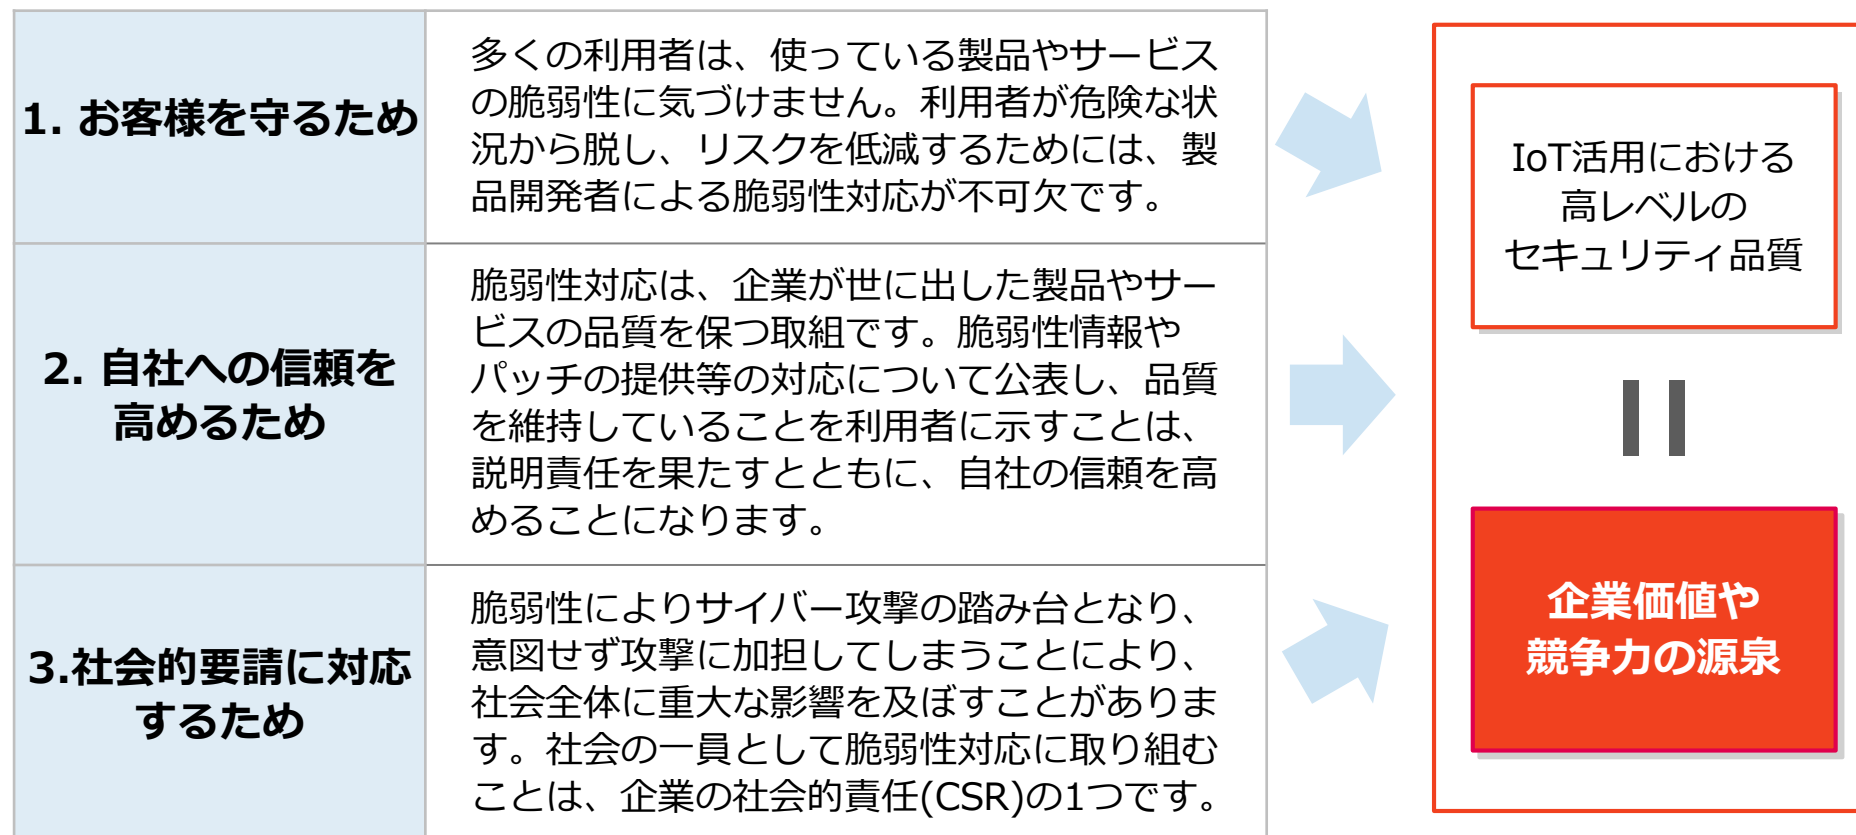 1. お客様を守るため
多くの利用者は、使っている製品やサービス
の脆弱性に気づけません。利用者が危険な状
況から脱し、リスクを低減するためには、製
品開発者による脆弱性対応が不可欠です。
2. 自社への信頼を
高めるため
脆弱性対応は、企業が世に出した製品やサー
ビスの品質を保つ取組です。脆弱性情報や
パッチの提供等の対応について公表し、品質
を維持していることを利用者に示すことは、
説明責任を果たすとともに、自社の信頼を高
めることになります。
3.社会的要請に対応
するため
脆弱性によりサイバー攻撃の踏み台となり、
意図せず攻撃に加担してしまうことにより、
社会全体に重大な影響を及ぼすことがありま
す。社会の一員として脆弱性対応に取り組む
ことは、企業の社会的責任(CSR)の1つです。
IoT活用における
高レベルの
セキュリティ品質
企業価値や
競争力の源泉